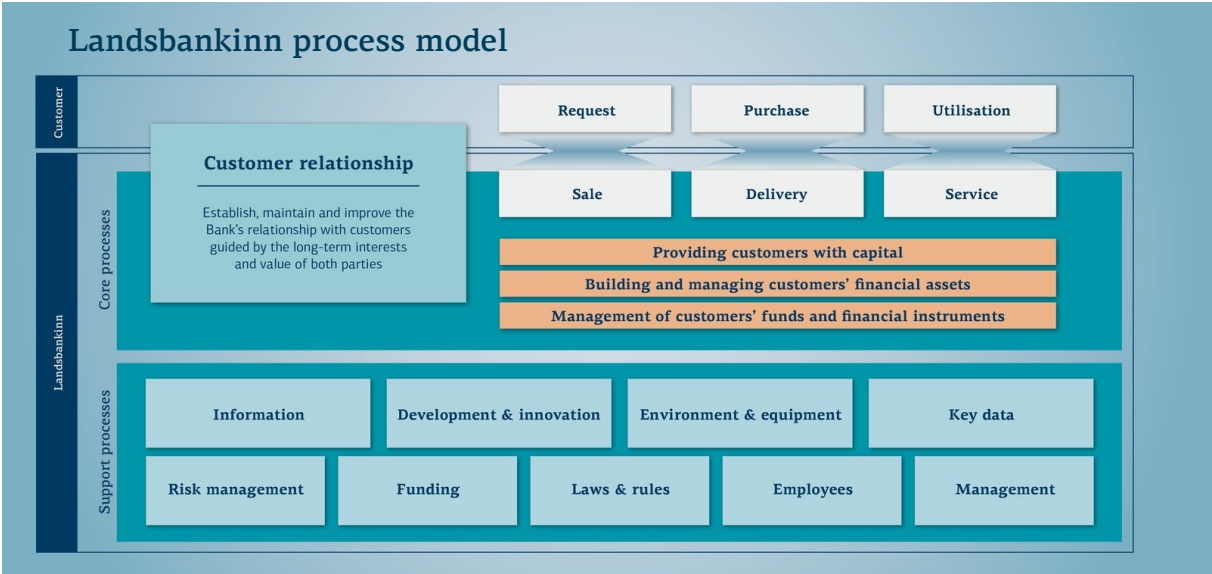 Landsbankinn process model
Customer
Request
Purchase
Utilisation
Landsbankinn
Core processes
Customer relationship
Establish, maintain and improve the
Bank's relationship with customers
guided by the long-term interests
and value of both parties
Sale
Delivery
Service
Providing customers with capital
Building and managing customers' financial assets
Management of customers' funds and financial instruments
Support processes
Information
Development & innovation
Environment & equipment
Key data
Risk management
Funding
Laws & rules
Employees
Management